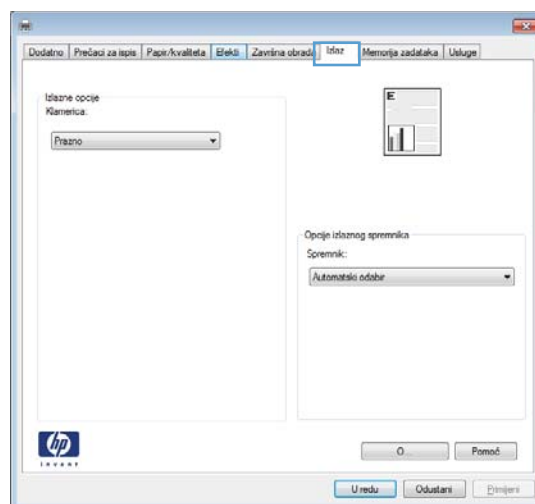 Dodatno Prečaci za ispis Papir/kvaliteta Efekti Završna obrada Izlaz Memorija zadataka Usluge
Izlazne opcije
Klamerica:
Prazno
E
Opcije izlaznog spremnika
Spremnik:
Automatski odabir
hp
invent
O... Pomoć
U redu Odustani Primijeni